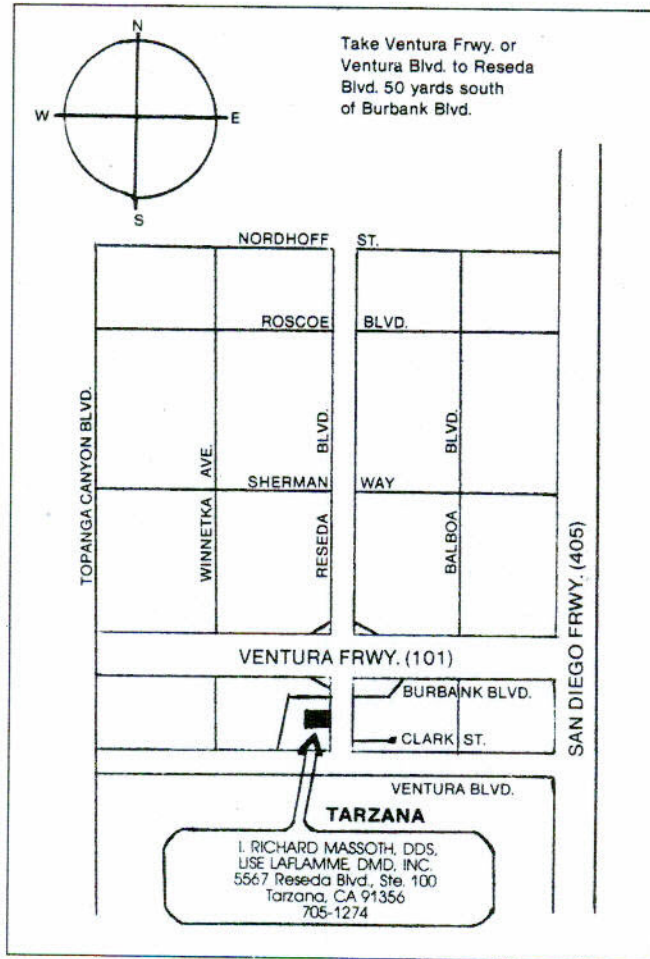 N
Take Ventura Frwy. or
Ventura Blvd. to Reseda
Blvd. 50 yards south
of Burbank Blvd.
W E
S
NORDHOFF ST.
ROSCOE BLVD.
TOPANGA CANYON BLVD.
WINNETKA AVE.
RESEDA BLVD.
BALBOA BLVD.
SHERMAN WAY
SAN DIEGO FRWY. (405)
VENTURA FRWY. (101)
BURBANK BLVD.
CLARK ST.
VENTURA BLVD.
TARZANA
I. RICHARD MASSOTH, DDS,
LISE LAFLAMME, DMD, INC.
5567 Reseda Blvd., Ste. 100
Tarzana, CA 91356
705-1274